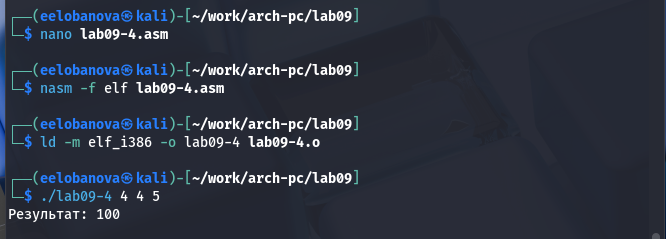 ┌──(eelobanova㉿kali)-[~/work/arch-pc/lab09]
└─$ nano lab09-4.asm
┌──(eelobanova㉿kali)-[~/work/arch-pc/lab09]
└─$ nasm -f elf lab09-4.asm
┌──(eelobanova㉿kali)-[~/work/arch-pc/lab09]
└─$ ld -m elf_i386 -o lab09-4 lab09-4.o
┌──(eelobanova㉿kali)-[~/work/arch-pc/lab09]
└─$ ./lab09-4 4 4 5
Результат: 100